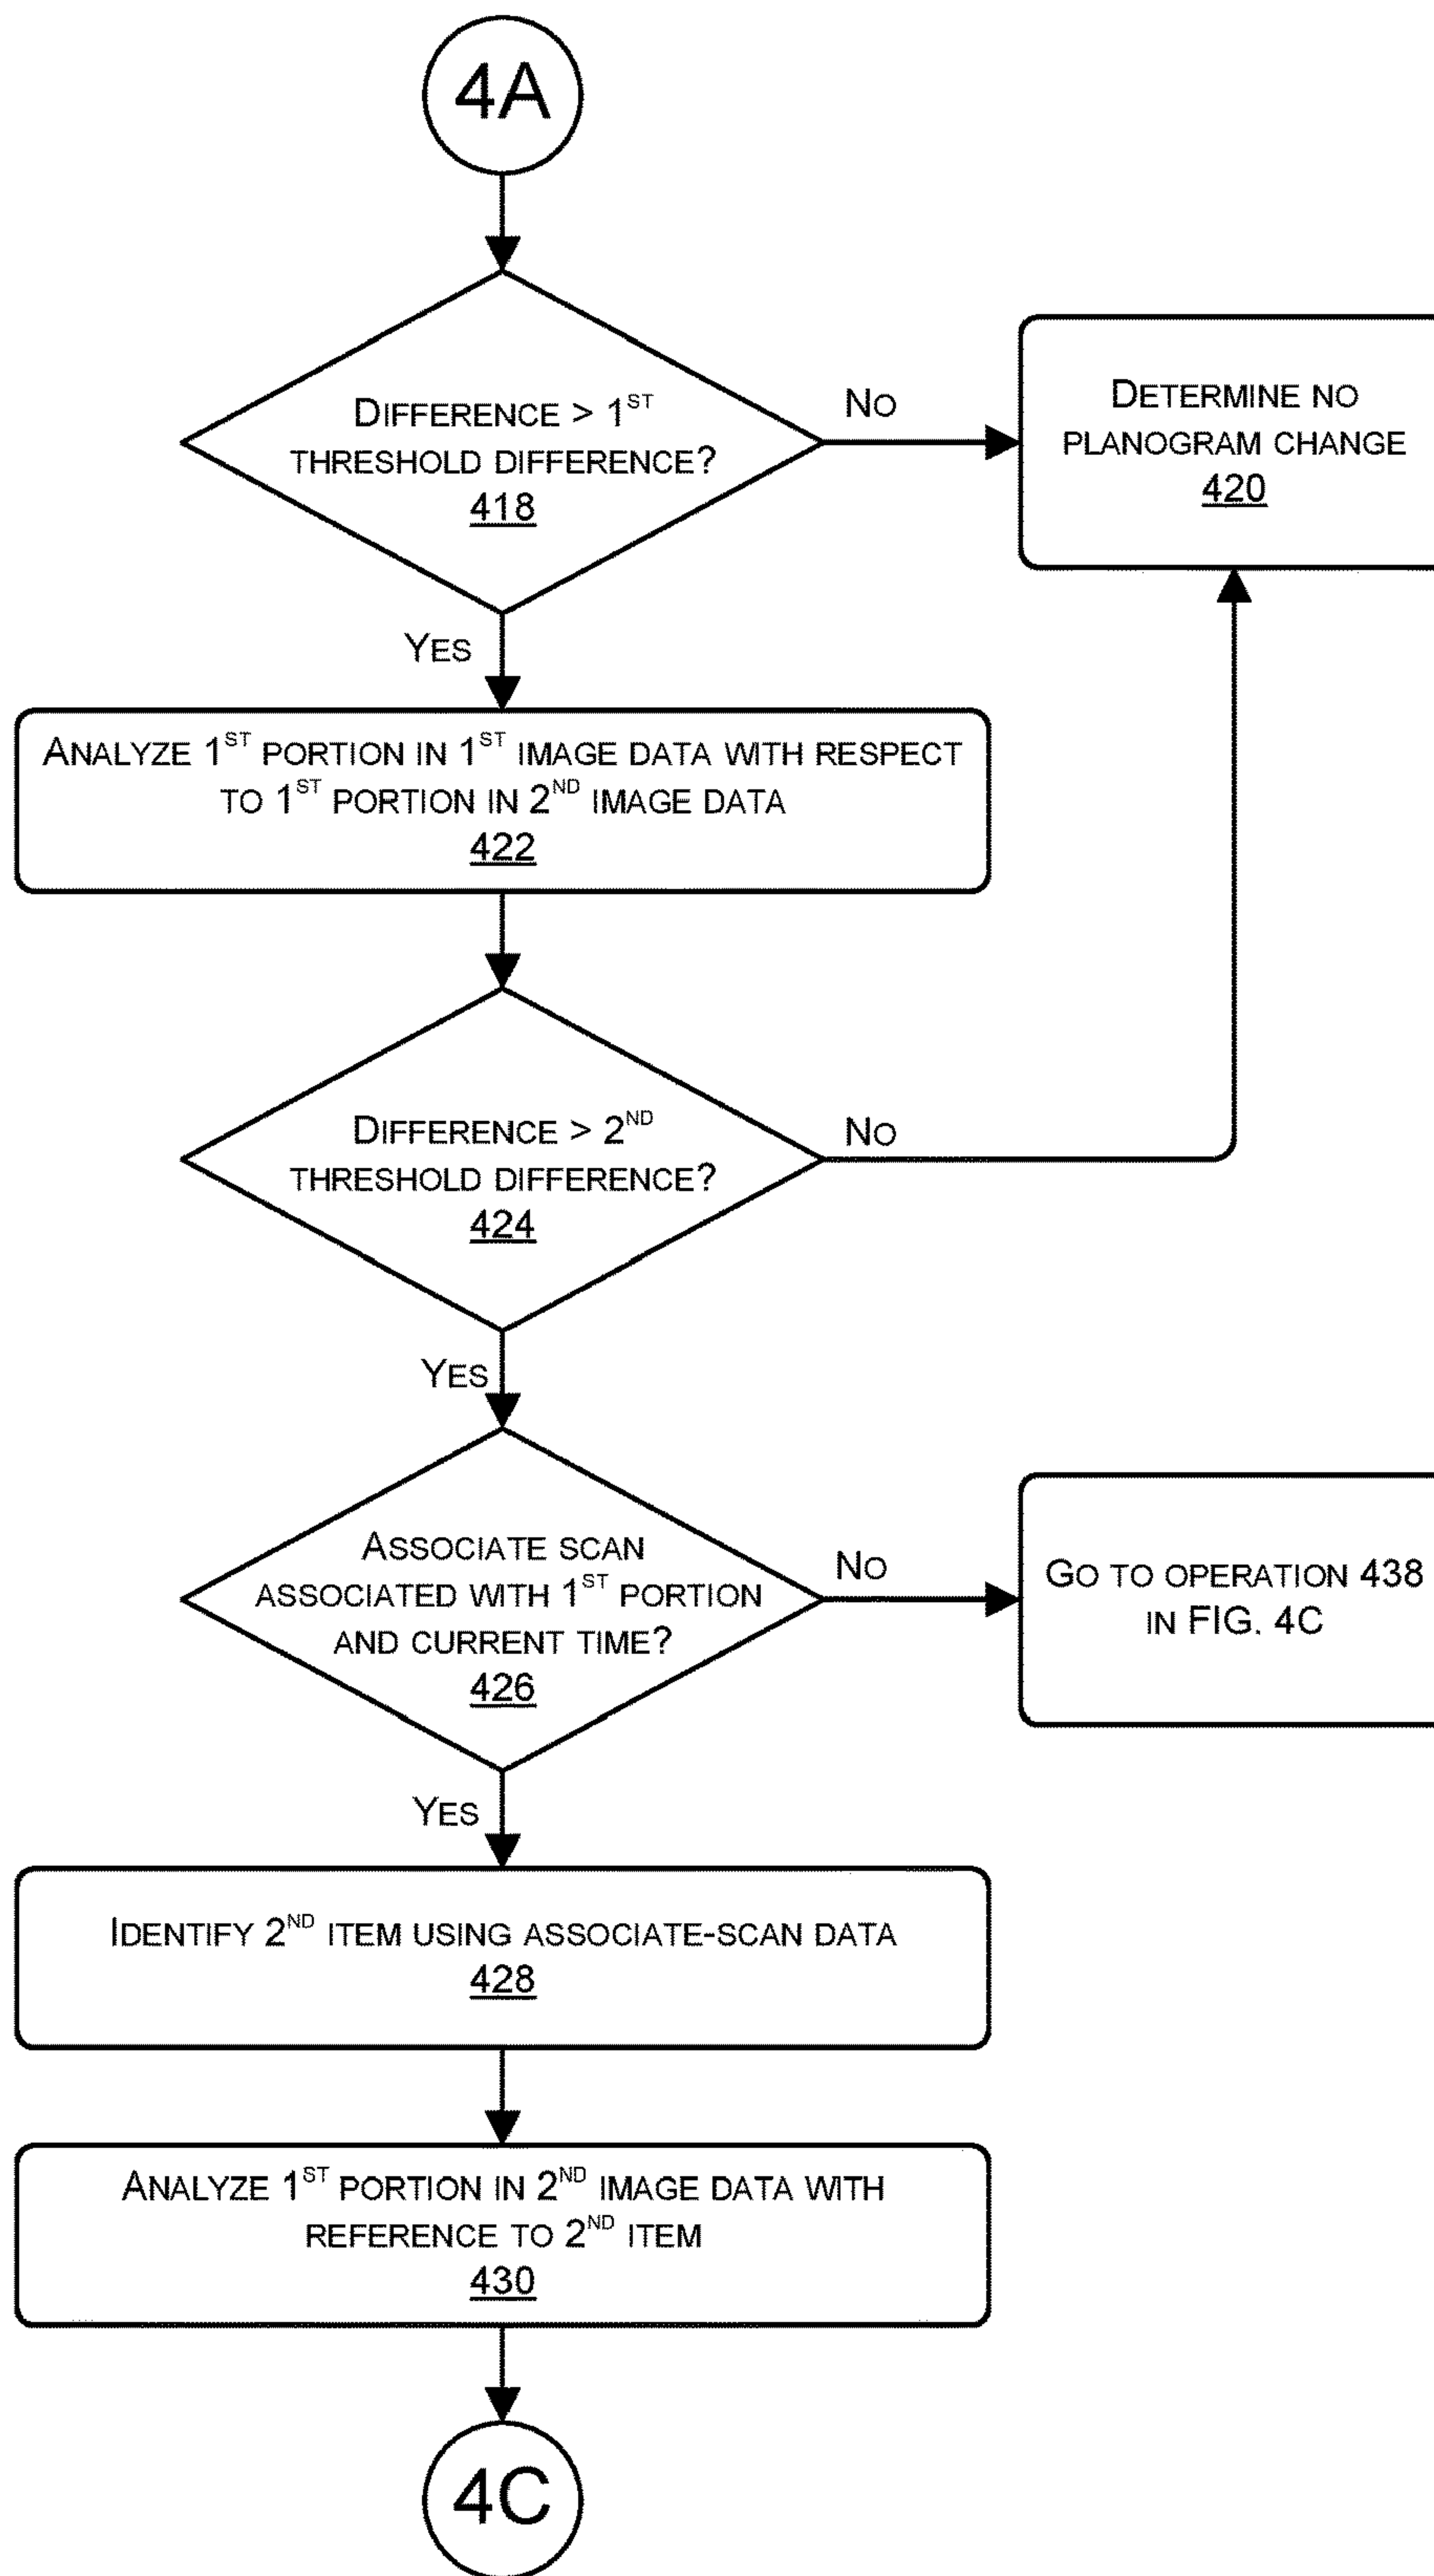 4A
DIFFERENCE > 1ST
THRESHOLD DIFFERENCE?
418
NO
DETERMINE NO
PLANOGRAM CHANGE
420
YES
ANALYZE 1ST PORTION IN 1ST IMAGE DATA WITH RESPECT
TO 1ST PORTION IN 2ND IMAGE DATA
422
DIFFERENCE > 2ND
THRESHOLD DIFFERENCE?
424
NO
YES
ASSOCIATE SCAN
ASSOCIATED WITH 1ST PORTION
AND CURRENT TIME?
426
NO
GO TO OPERATION 438
IN FIG. 4C
YES
IDENTIFY 2ND ITEM USING ASSOCIATE-SCAN DATA
428
ANALYZE 1ST PORTION IN 2ND IMAGE DATA WITH
REFERENCE TO 2ND ITEM
430
4C